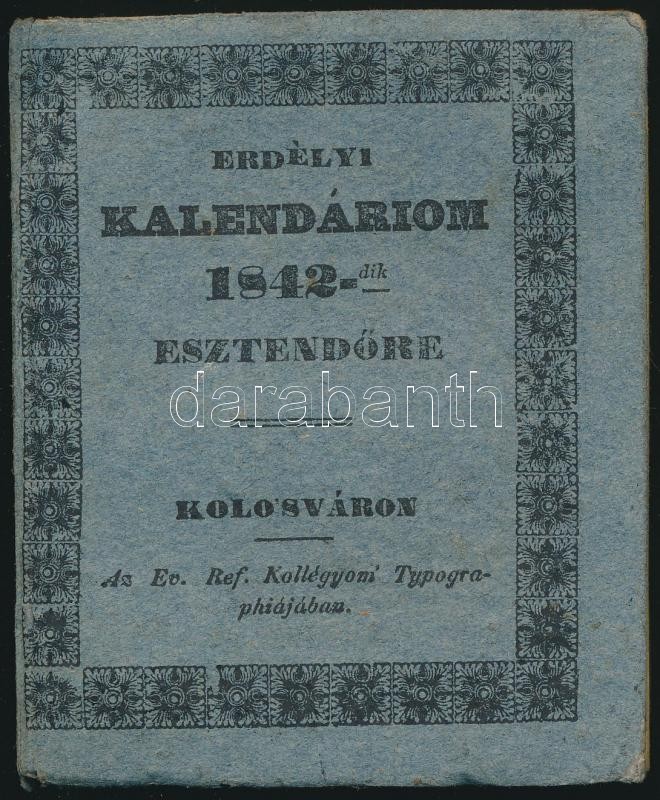 ERDÈLYI
KALENDÁRIOM
1842-dik
ESZTENDŐRE
darabanth
KOLO'SVÁRON
Az Ev. Ref. Kollégyom' Typogra-
phiájában.